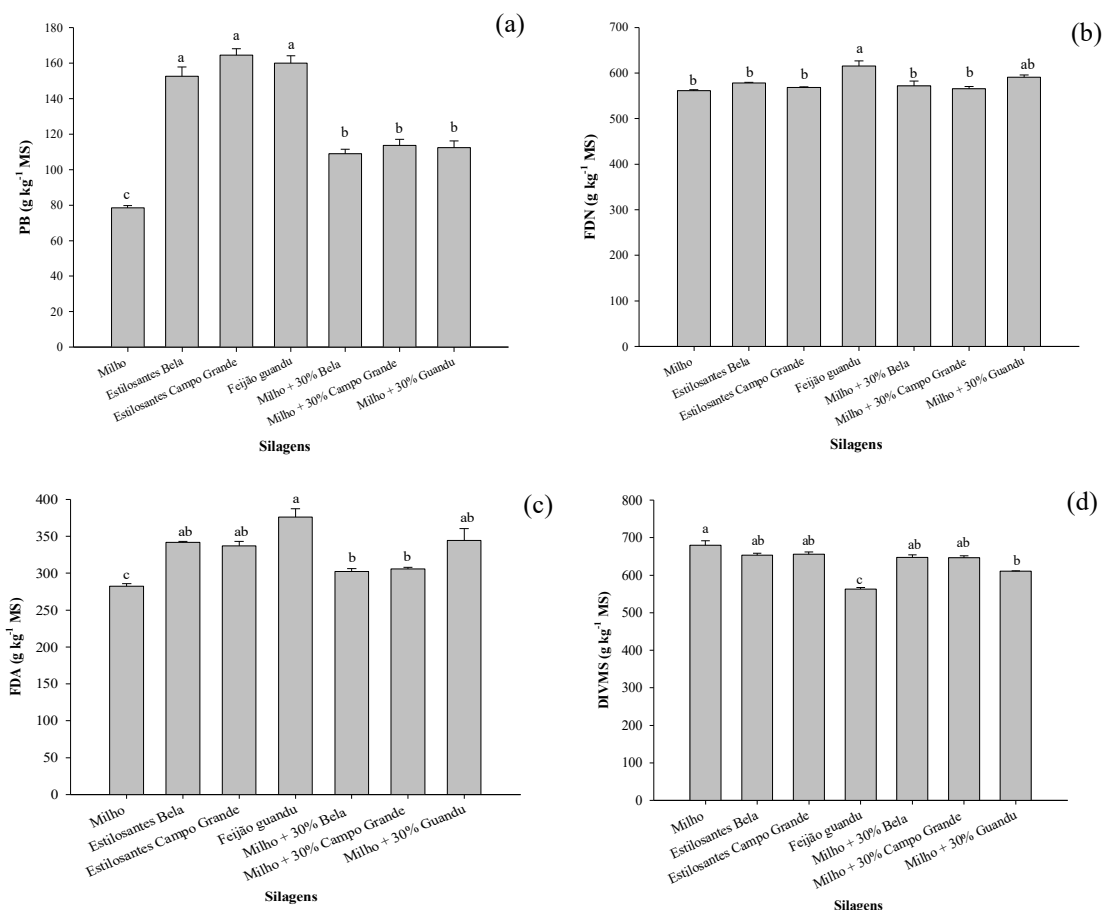 (a)
PB (g kg⁻¹ MS)
180
160
140
120
100
80
60
40
20
0
c
a
a
a
b
b
b
Milho
Estilosantes Bela
Estilosantes Campo Grande
Feijão guandu
Milho + 30% Bela
Milho + 30% Campo Grande
Milho + 30% Guandu
Silagens
(b)
FDN (g kg⁻¹ MS)
700
600
500
400
300
200
100
0
b
b
b
a
b
b
ab
Milho
Estilosantes Bela
Estilosantes Campo Grande
Feijão guandu
Milho + 30% Bela
Milho + 30% Campo Grande
Milho + 30% Guandu
Silagens
(c)
FDA (g kg⁻¹ MS)
400
350
300
250
200
150
100
50
0
c
ab
ab
a
b
b
ab
Milho
Estilosantes Bela
Estilosantes Campo Grande
Feijão guandu
Milho + 30% Bela
Milho + 30% Campo Grande
Milho + 30% Guandu
Silagens
(d)
DIVMS (g kg⁻¹ MS)
800
700
600
500
400
300
200
100
0
a
ab
ab
c
ab
ab
b
Milho
Estilosantes Bela
Estilosantes Campo Grande
Feijão guandu
Milho + 30% Bela
Milho + 30% Campo Grande
Milho + 30% Guandu
Silagens